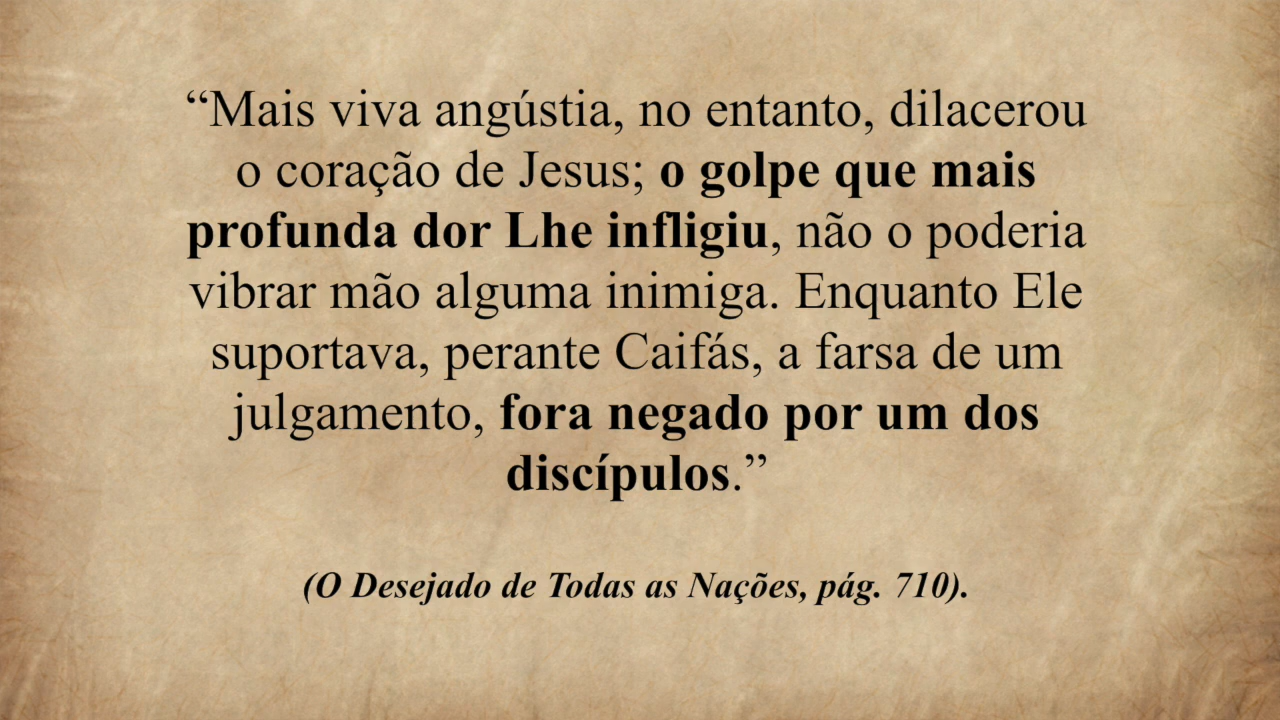 “Mais viva angústia, no entanto, dilacerou
o coração de Jesus; o golpe que mais
profunda dor Lhe infligiu, não o poderia
vibrar mão alguma inimiga. Enquanto Ele
suportava, perante Caifás, a farsa de um
julgamento, fora negado por um dos
discípulos.”
(O Desejado de Todas as Nações, pág. 710).